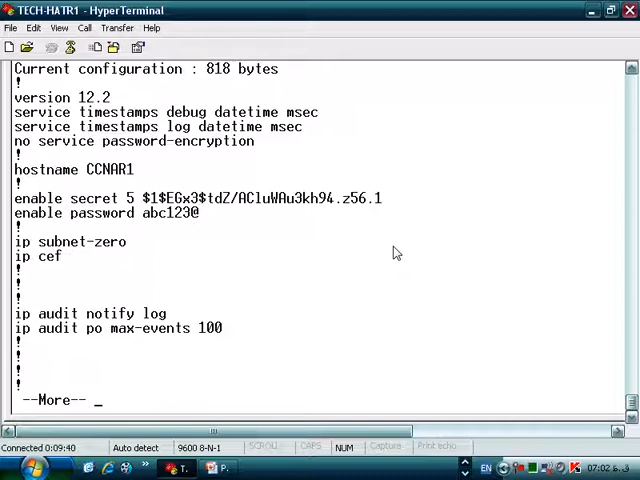 TECH-HATR1 - HyperTerminal
File Edit View Call Transfer Help
Current configuration : 818 bytes
!
version 12.2
service timestamps debug datetime msec
service timestamps log datetime msec
no service password-encryption
!
hostname CCNAR1
!
enable secret 5 $1$EGx3$tdZ/ACluWAu3kh94.z56.1
enable password abc123@
!
ip subnet-zero
ip cef
!
!
!
ip audit notify log
ip audit po max-events 100
!
!
!
!
--More-- _
Connected 0:09:40 Auto detect 9600 8-N-1 SCROLL CAPS NUM Capture Print echo
T. P. EN 07:02 ق.ظ